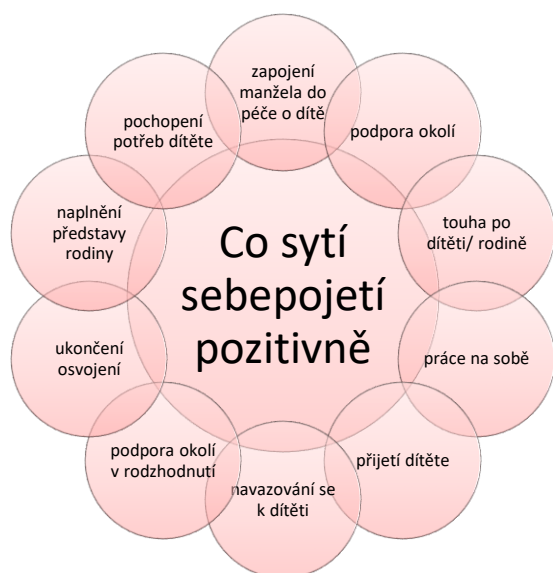 Co sytí
sebepojetí
pozitivně
zapojení
manžela do
péče o dítě
podpora okolí
touha po
dítěti/ rodině
práce na sobě
přijetí dítěte
navazování se
k dítěti
podpora okolí
v rodzhodnutí
ukončení
osvojení
naplnění
představy
rodiny
pochopení
potřeb dítěte